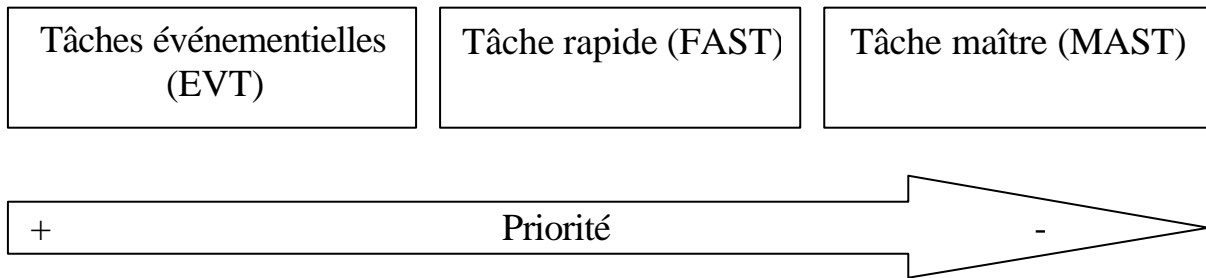 Tâches événementielles
(EVT)
Tâche rapide (FAST)
Tâche maître (MAST)
+ Priorité -